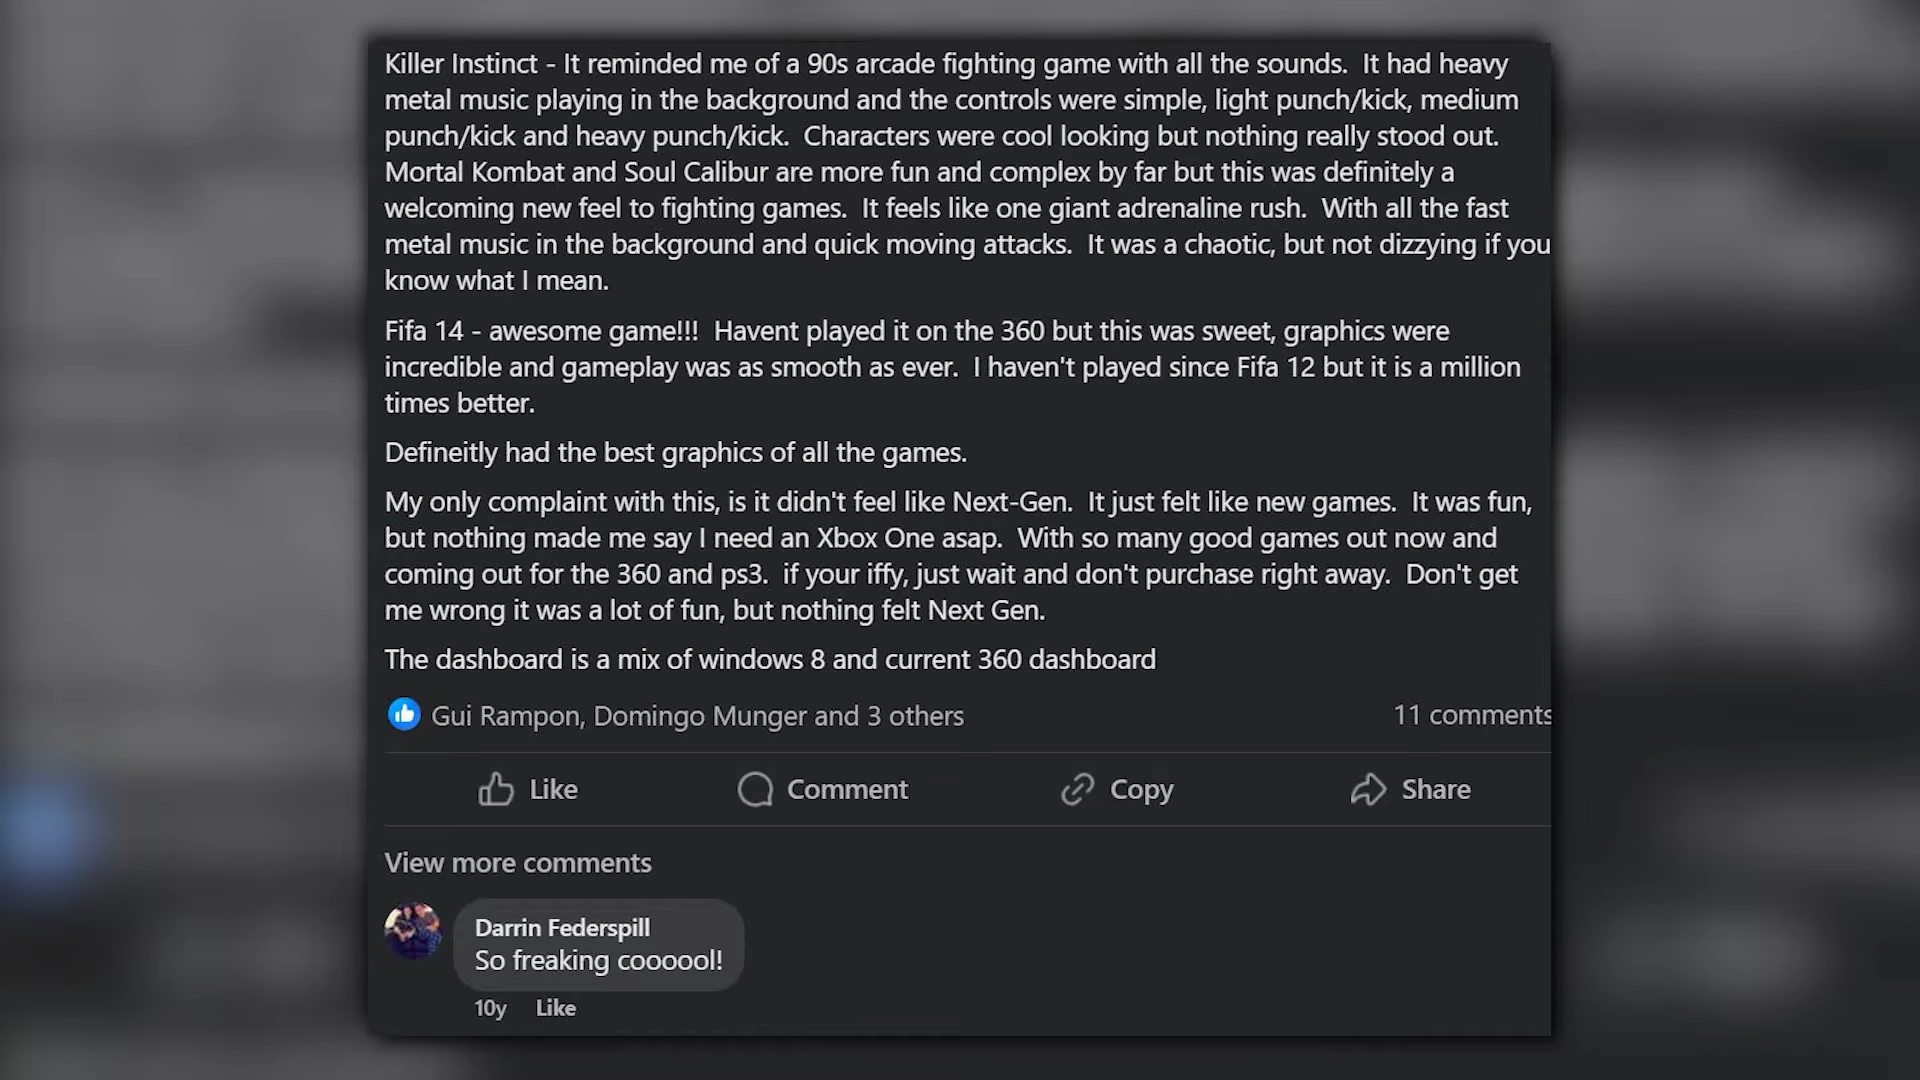 Killer Instinct - It reminded me of a 90s arcade fighting game with all the sounds.  It had heavy
metal music playing in the background and the controls were simple, light punch/kick, medium
punch/kick and heavy punch/kick.  Characters were cool looking but nothing really stood out.
Mortal Kombat and Soul Calibur are more fun and complex by far but this was definitely a
welcoming new feel to fighting games.  It feels like one giant adrenaline rush.  With all the fast
metal music in the background and quick moving attacks.  It was a chaotic, but not dizzying if you
know what I mean.
Fifa 14 - awesome game!!!  Havent played it on the 360 but this was sweet, graphics were
incredible and gameplay was as smooth as ever.  I haven't played since Fifa 12 but it is a million
times better.
Defineitly had the best graphics of all the games.
My only complaint with this, is it didn't feel like Next-Gen.  It just felt like new games.  It was fun,
but nothing made me say I need an Xbox One asap.  With so many good games out now and
coming out for the 360 and ps3.  if your iffy, just wait and don't purchase right away.  Don't get
me wrong it was a lot of fun, but nothing felt Next Gen.
The dashboard is a mix of windows 8 and current 360 dashboard
Gui Rampon, Domingo Munger and 3 others 11 comments
Like Comment Copy Share
View more comments
Darrin Federspill
So freaking coooool!
10y Like